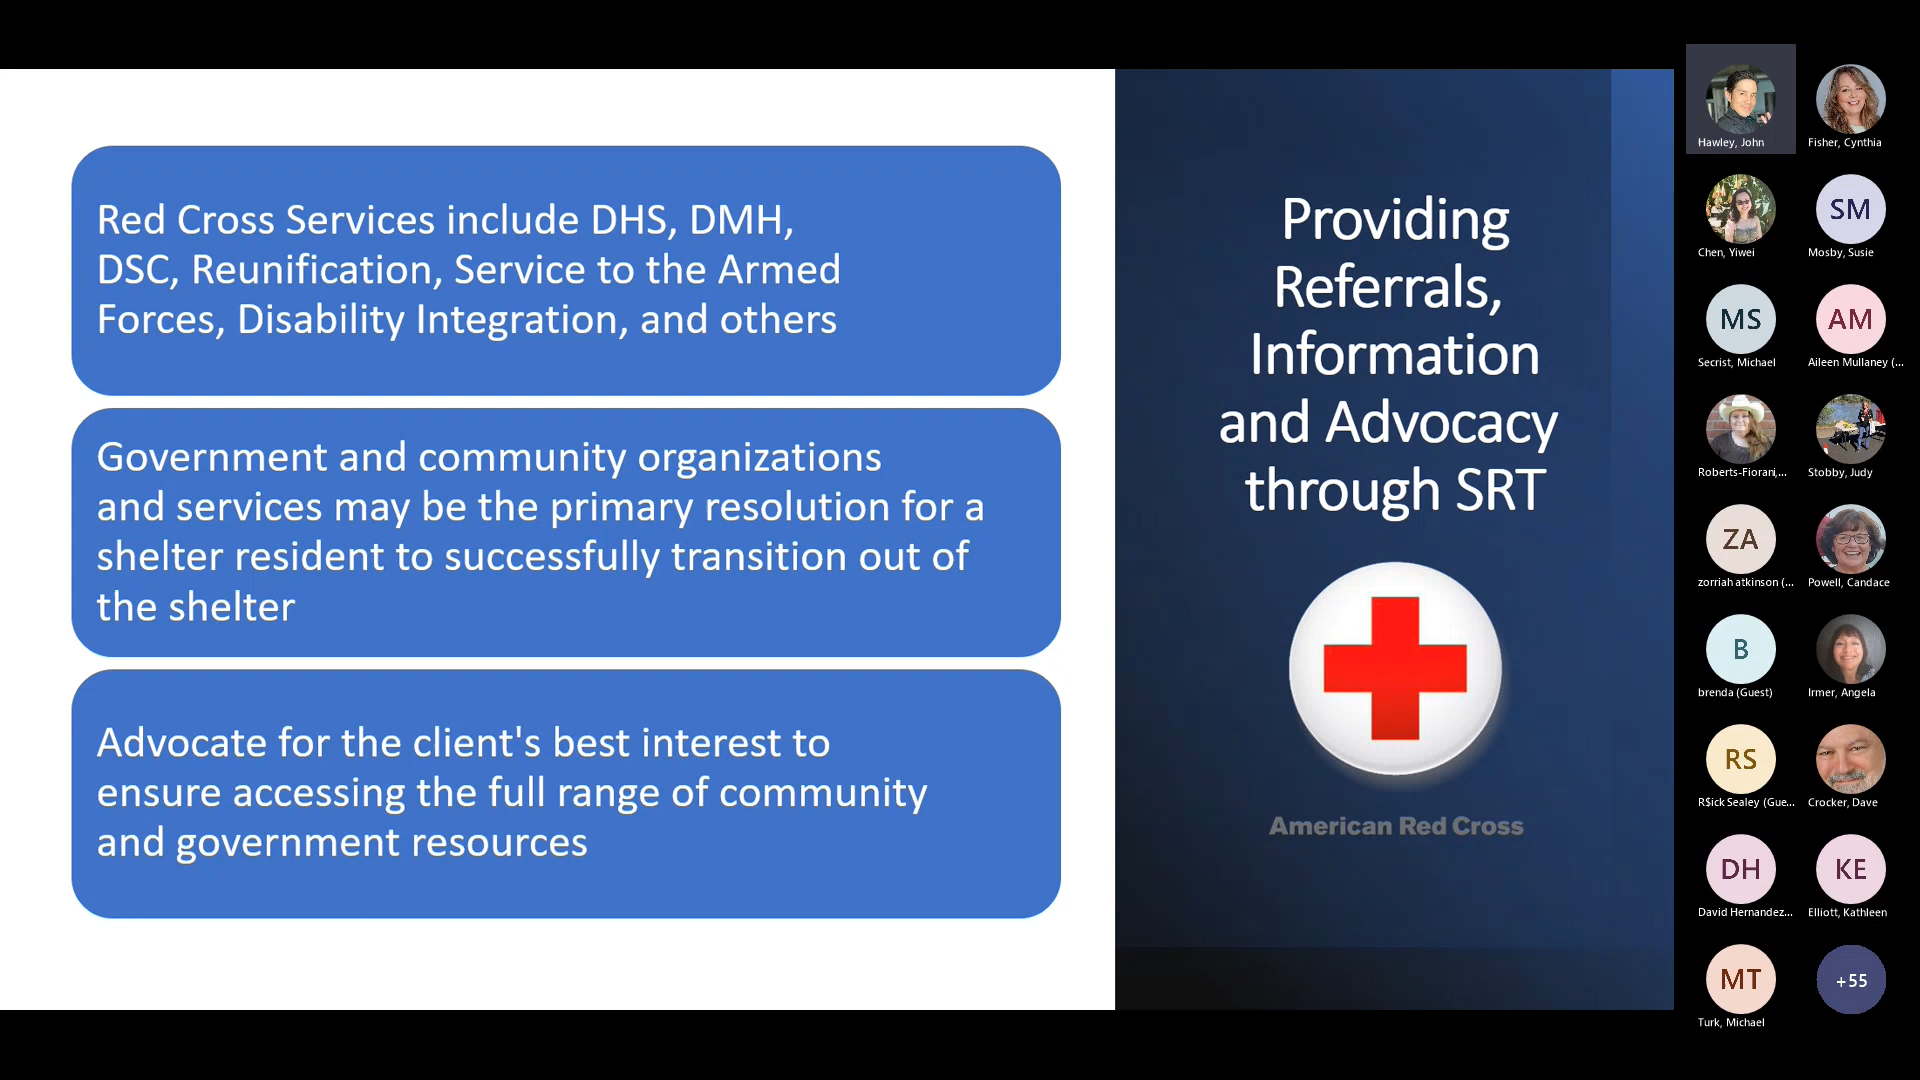 Red Cross Services include DHS, DMH,
DSC, Reunification, Service to the Armed
Forces, Disability Integration, and others
Government and community organizations
and services may be the primary resolution for a
shelter resident to successfully transition out of
the shelter
Advocate for the client's best interest to
ensure accessing the full range of community
and government resources
Providing
Referrals,
Information
and Advocacy
through SRT
American Red Cross
Hawley, John
Fisher, Cynthia
Chen, Yiwei
SM
Mosby, Susie
MS
Secrist, Michael
AM
Aileen Mullaney (...
Roberts-Fiorani,...
Stobby, Judy
ZA
zorriah atkinson (...
Powell, Candace
B
brenda (Guest)
Irmer, Angela
RS
R$ick Sealey (Gue...
Crocker, Dave
DH
David Hernandez...
KE
Elliott, Kathleen
MT
Turk, Michael
+55